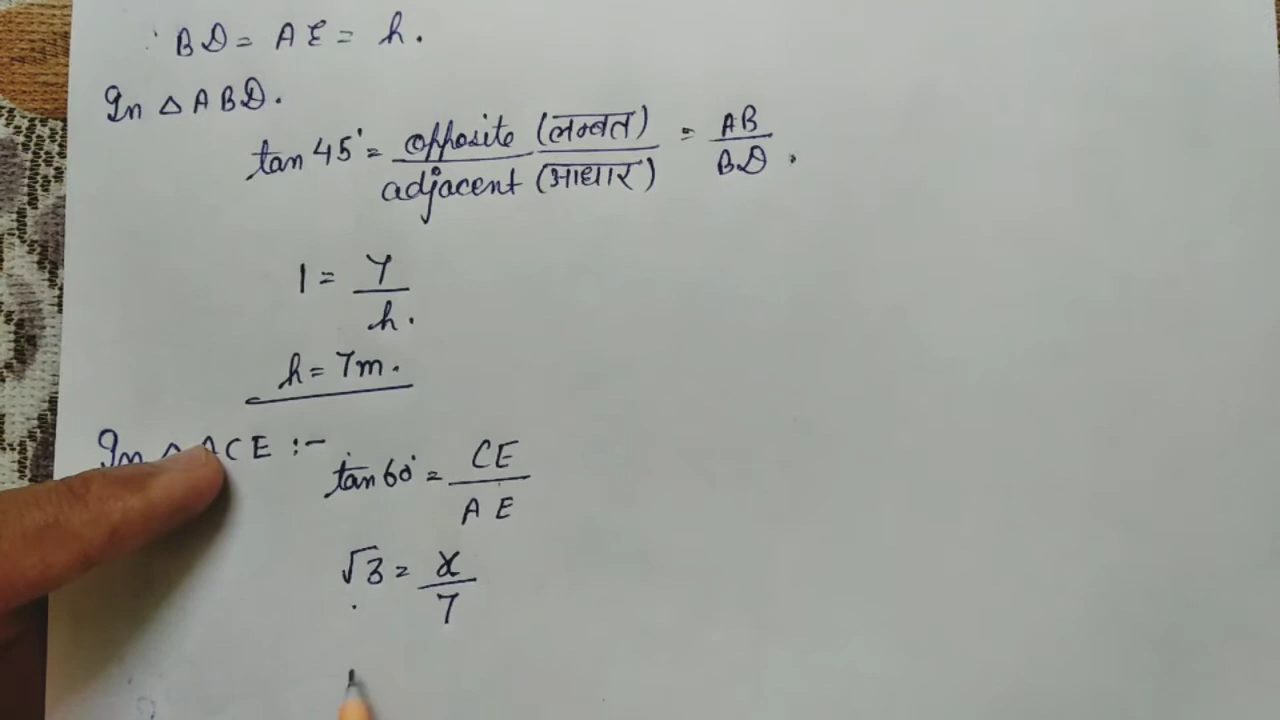 ∴ BD = AE = h.
In △ABD.
tan 45° = opposite (लम्बत) / adjacent (आधार) = AB / BD.
1 = 7 / h.
h = 7m.
In △ACE :-
tan 60° = CE / AE
√3 = x / 7